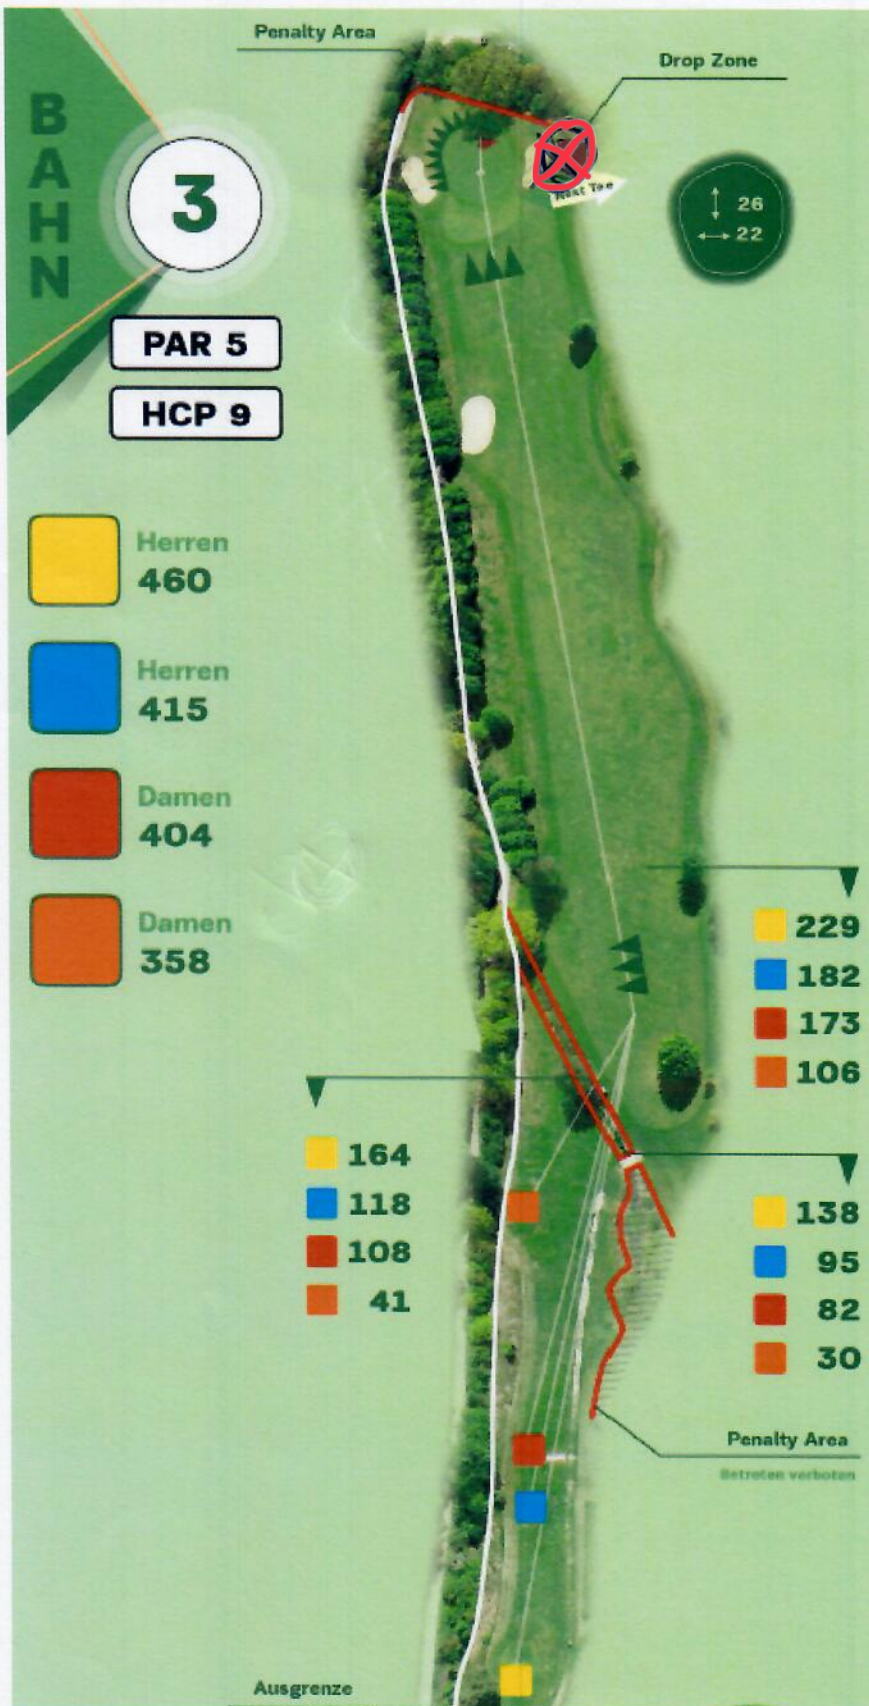 Penalty Area
Drop Zone
BAHN
3
Next Tee
26
22
PAR 5
HCP 9
Herren
460
Herren
415
Damen
404
Damen
358
229
182
173
106
164
118
108
41
138
95
82
30
Penalty Area
Betreten verboten
Ausgrenze